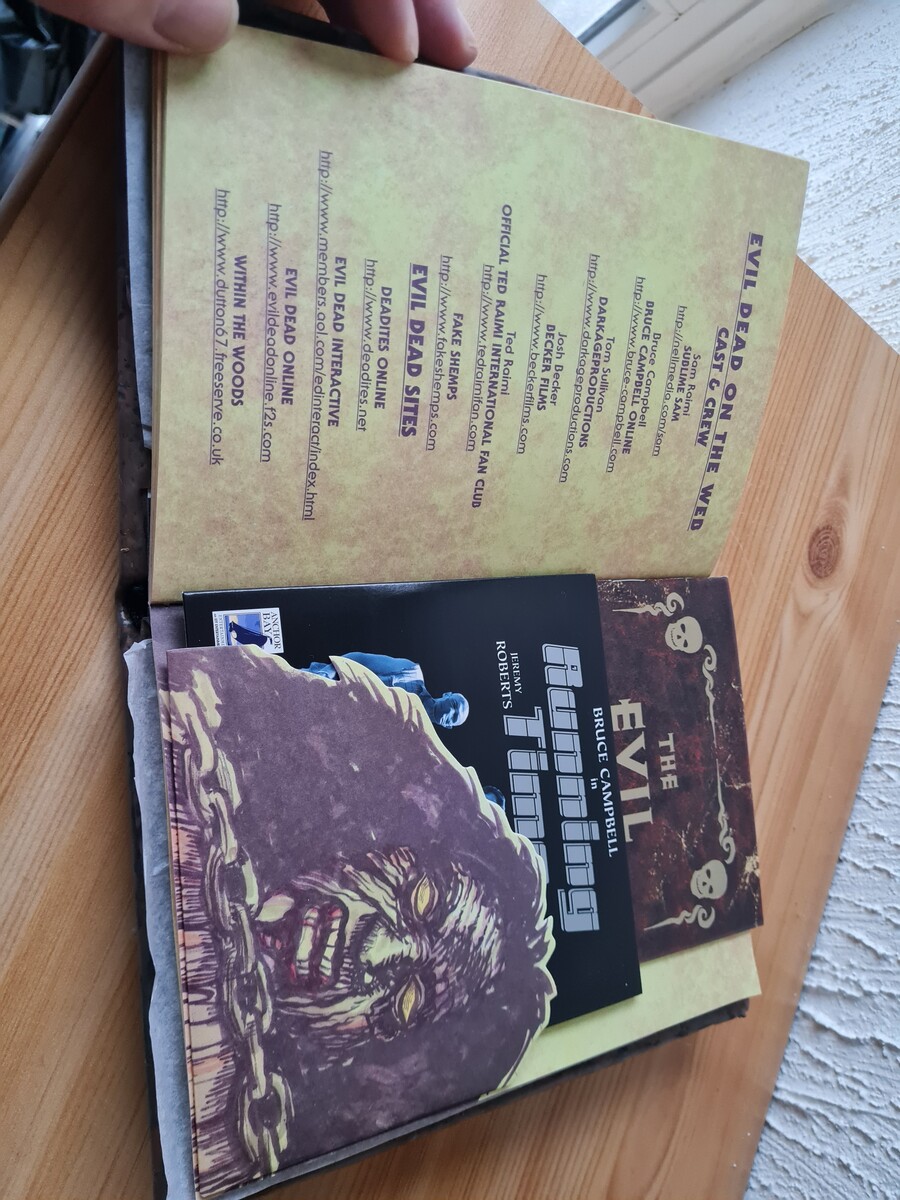 EVIL DEAD ON THE WEB
CAST & CREW
Sam Raimi
SUBLIME SAM
http://nellmedia.com/sam
Bruce Campbell
BRUCE CAMPBELL ONLINE
http://www.bruce-campbell.com
Tom Sullivan
DARKAGEPRODUCTIONS
http://www.darkageproductions.com
Josh Becker
BECKER FILMS
http://www.beckerfilms.com
Ted Raimi
OFFICIAL TED RAIMI INTERNATIONAL FAN CLUB
http://www.tedraimifan.com
FAKE SHEMPS
http://www.fakeshemps.com
EVIL DEAD SITES
DEADITES ONLINE
http://www.deadites.net
EVIL DEAD INTERACTIVE
http://www.members.aol.com/edinteract/index.html
EVIL DEAD ONLINE
http://www.evildeadonline.f2s.com
WITHIN THE WOODS
http://www.dutton67.freeserve.co.uk
THE
EVIL
BRUCE CAMPBELL
in
Running
Time
JEREMY
ROBERTS
ANCHOR
BAY